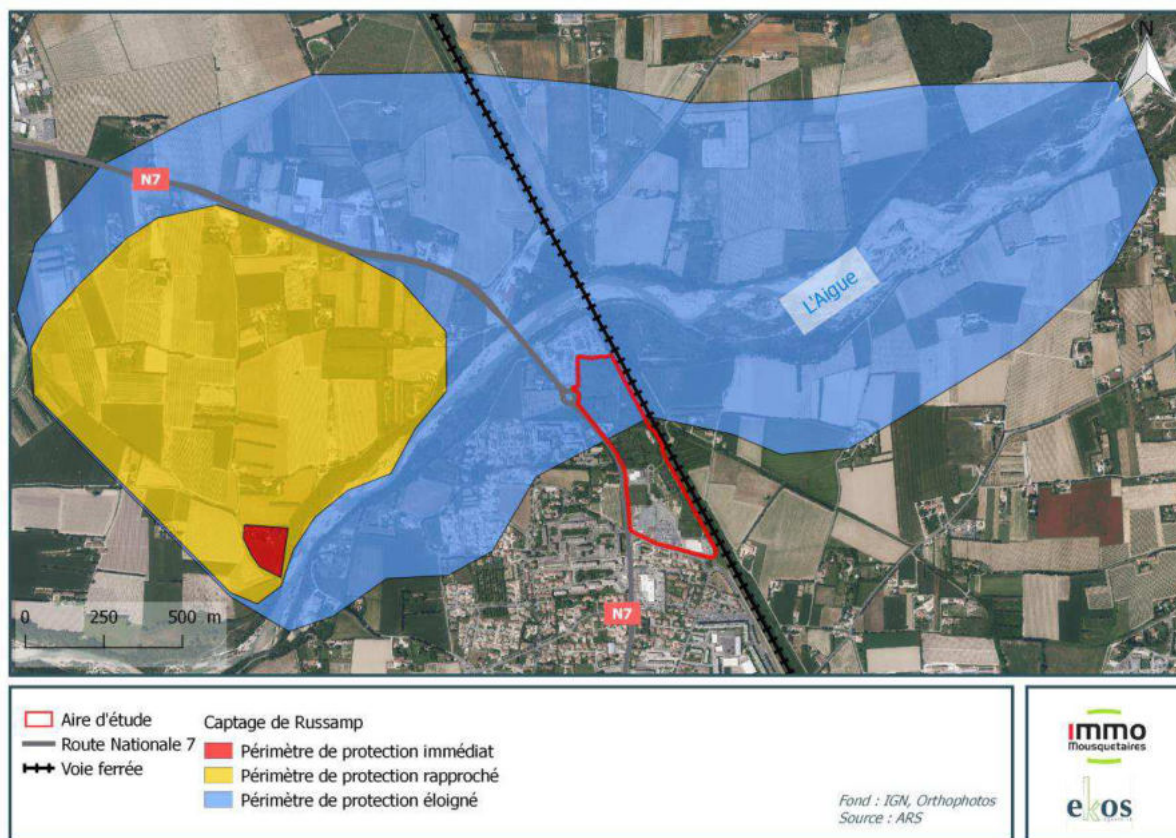 N
N7
L'Aigue
N7
0 250 500 m
Aire d'étude
Route Nationale 7
Voie ferrée
Captage de Russamp
Périmètre de protection immédiat
Périmètre de protection rapproché
Périmètre de protection éloigné
Fond : IGN, Orthophotos
Source : ARS
immo
Mousquetaires
ekos